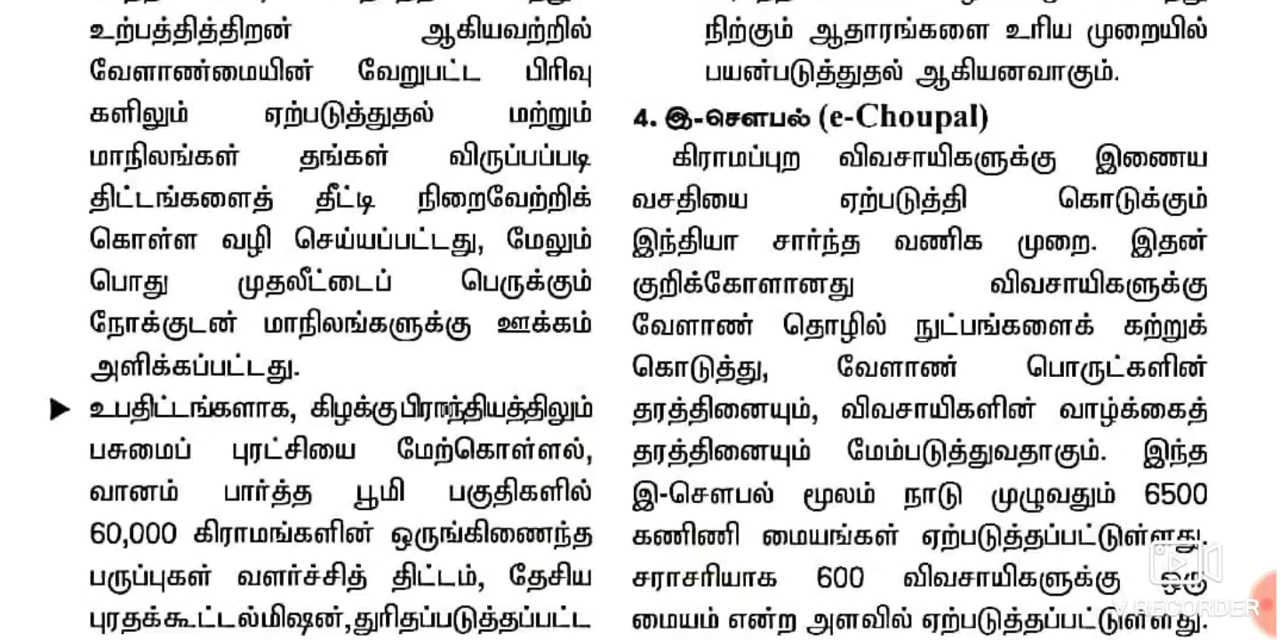 உற்பத்தித்திறன் ஆகியவற்றில்
வேளாண்மையின் வேறுபட்ட பிரிவு
களிலும் ஏற்படுத்துதல் மற்றும்
மாநிலங்கள் தங்கள் விருப்பப்படி
திட்டங்களைத் தீட்டி நிறைவேற்றிக்
கொள்ள வழி செய்யப்பட்டது, மேலும்
பொது முதலீட்டைப் பெருக்கும்
நோக்குடன் மாநிலங்களுக்கு ஊக்கம்
அளிக்கப்பட்டது.
▶ உபதிட்டங்களாக, கிழக்கு
பசுமைப் புரட்சியை மேற்கொள்ளல்,
வானம் பார்த்த பூமி பகுதிகளில்
60,000 கிராமங்களின் ஒருங்கிணைந்த
பருப்புகள் வளர்ச்சித் திட்டம், தேசிய
புரதக்கூட்டல்மிஷன்,துரிதப்படுத்தப்பட்ட
நிற்கும் ஆதாரங்களை உரிய முறையில்
பயன்படுத்துதல் ஆகியனவாகும்.
4. இ-சௌபல் (e-Choupal)
கிராமப்புற விவசாயிகளுக்கு இணைய
வசதியை ஏற்படுத்தி கொடுக்கும்
இந்தியா சார்ந்த வணிக முறை. இதன்
குறிக்கோளானது விவசாயிகளுக்கு
வேளாண் தொழில் நுட்பங்களைக் கற்றுக்
கொடுத்து, வேளாண் பொருட்களின்
தரத்தினையும், விவசாயிகளின் வாழ்க்கைத்
தரத்தினையும் மேம்படுத்துவதாகும். இந்த
இ-சௌபல் மூலம் நாடு முழுவதும் 6500
கணிணி மையங்கள் ஏற்படுத்தப்பட்டுள்ளது.
சராசரியாக 600 விவசாயிகளுக்கு ஒரு
மையம் என்ற அளவில் ஏற்படுத்தப்பட்டுள்ளது.
V RECORDER